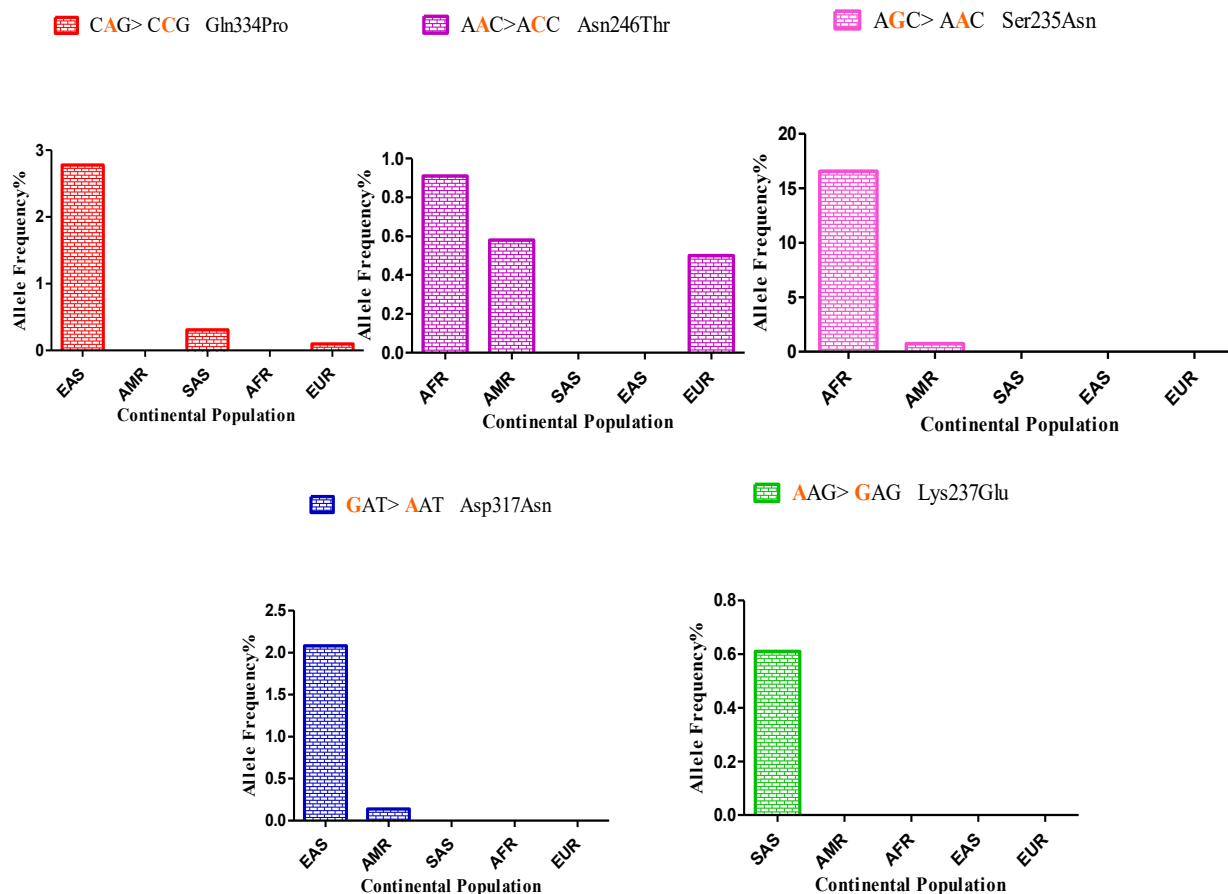 CAG> CCG Gln334Pro
AAC>ACC Asn246Thr
AGC> AAC Ser235Asn
Allele Frequency%
3
2
1
0
EAS
AMR
SAS
AFR
EUR
Continental Population
Allele Frequency%
1.0
0.8
0.6
0.4
0.2
0.0
AFR
AMR
SAS
EAS
EUR
Continental Population
Allele Frequency%
20
15
10
5
0
AFR
AMR
SAS
EAS
EUR
Continental Population
GAT> AAT Asp317Asn
AAG> GAG Lys237Glu
Allele Frequency%
2.5
2.0
1.5
1.0
0.5
0.0
EAS
AMR
SAS
AFR
EUR
Continental Population
Allele Frequency%
0.8
0.6
0.4
0.2
0.0
SAS
AMR
AFR
EAS
EUR
Continental Population